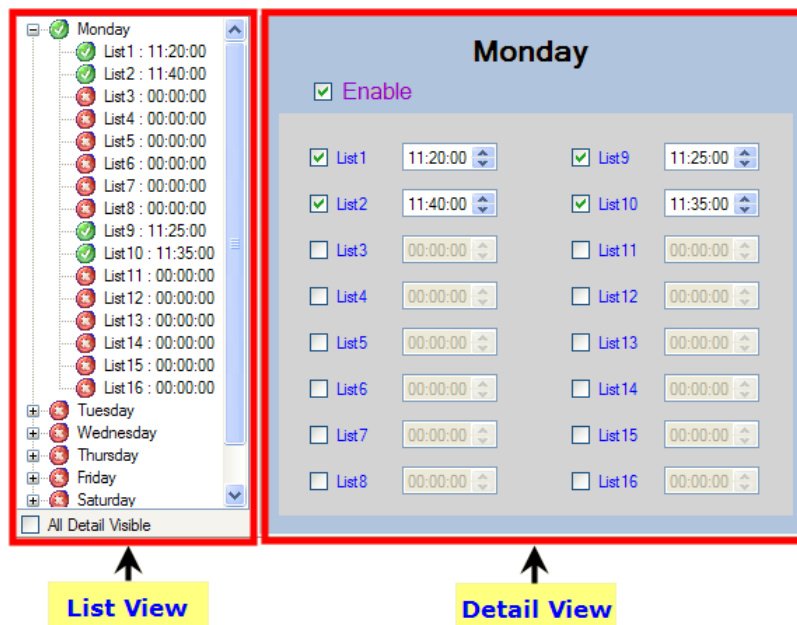 Monday
List1 : 11:20:00
List2 : 11:40:00
List3 : 00:00:00
List4 : 00:00:00
List5 : 00:00:00
List6 : 00:00:00
List7 : 00:00:00
List8 : 00:00:00
List9 : 11:25:00
List10 : 11:35:00
List11 : 00:00:00
List12 : 00:00:00
List13 : 00:00:00
List14 : 00:00:00
List15 : 00:00:00
List16 : 00:00:00
Tuesday
Wednesday
Thursday
Friday
Saturday
All Detail Visible
Monday
Enable
List1 11:20:00 List9 11:25:00
List2 11:40:00 List10 11:35:00
List3 00:00:00 List11 00:00:00
List4 00:00:00 List12 00:00:00
List5 00:00:00 List13 00:00:00
List6 00:00:00 List14 00:00:00
List7 00:00:00 List15 00:00:00
List8 00:00:00 List16 00:00:00
List View
Detail View